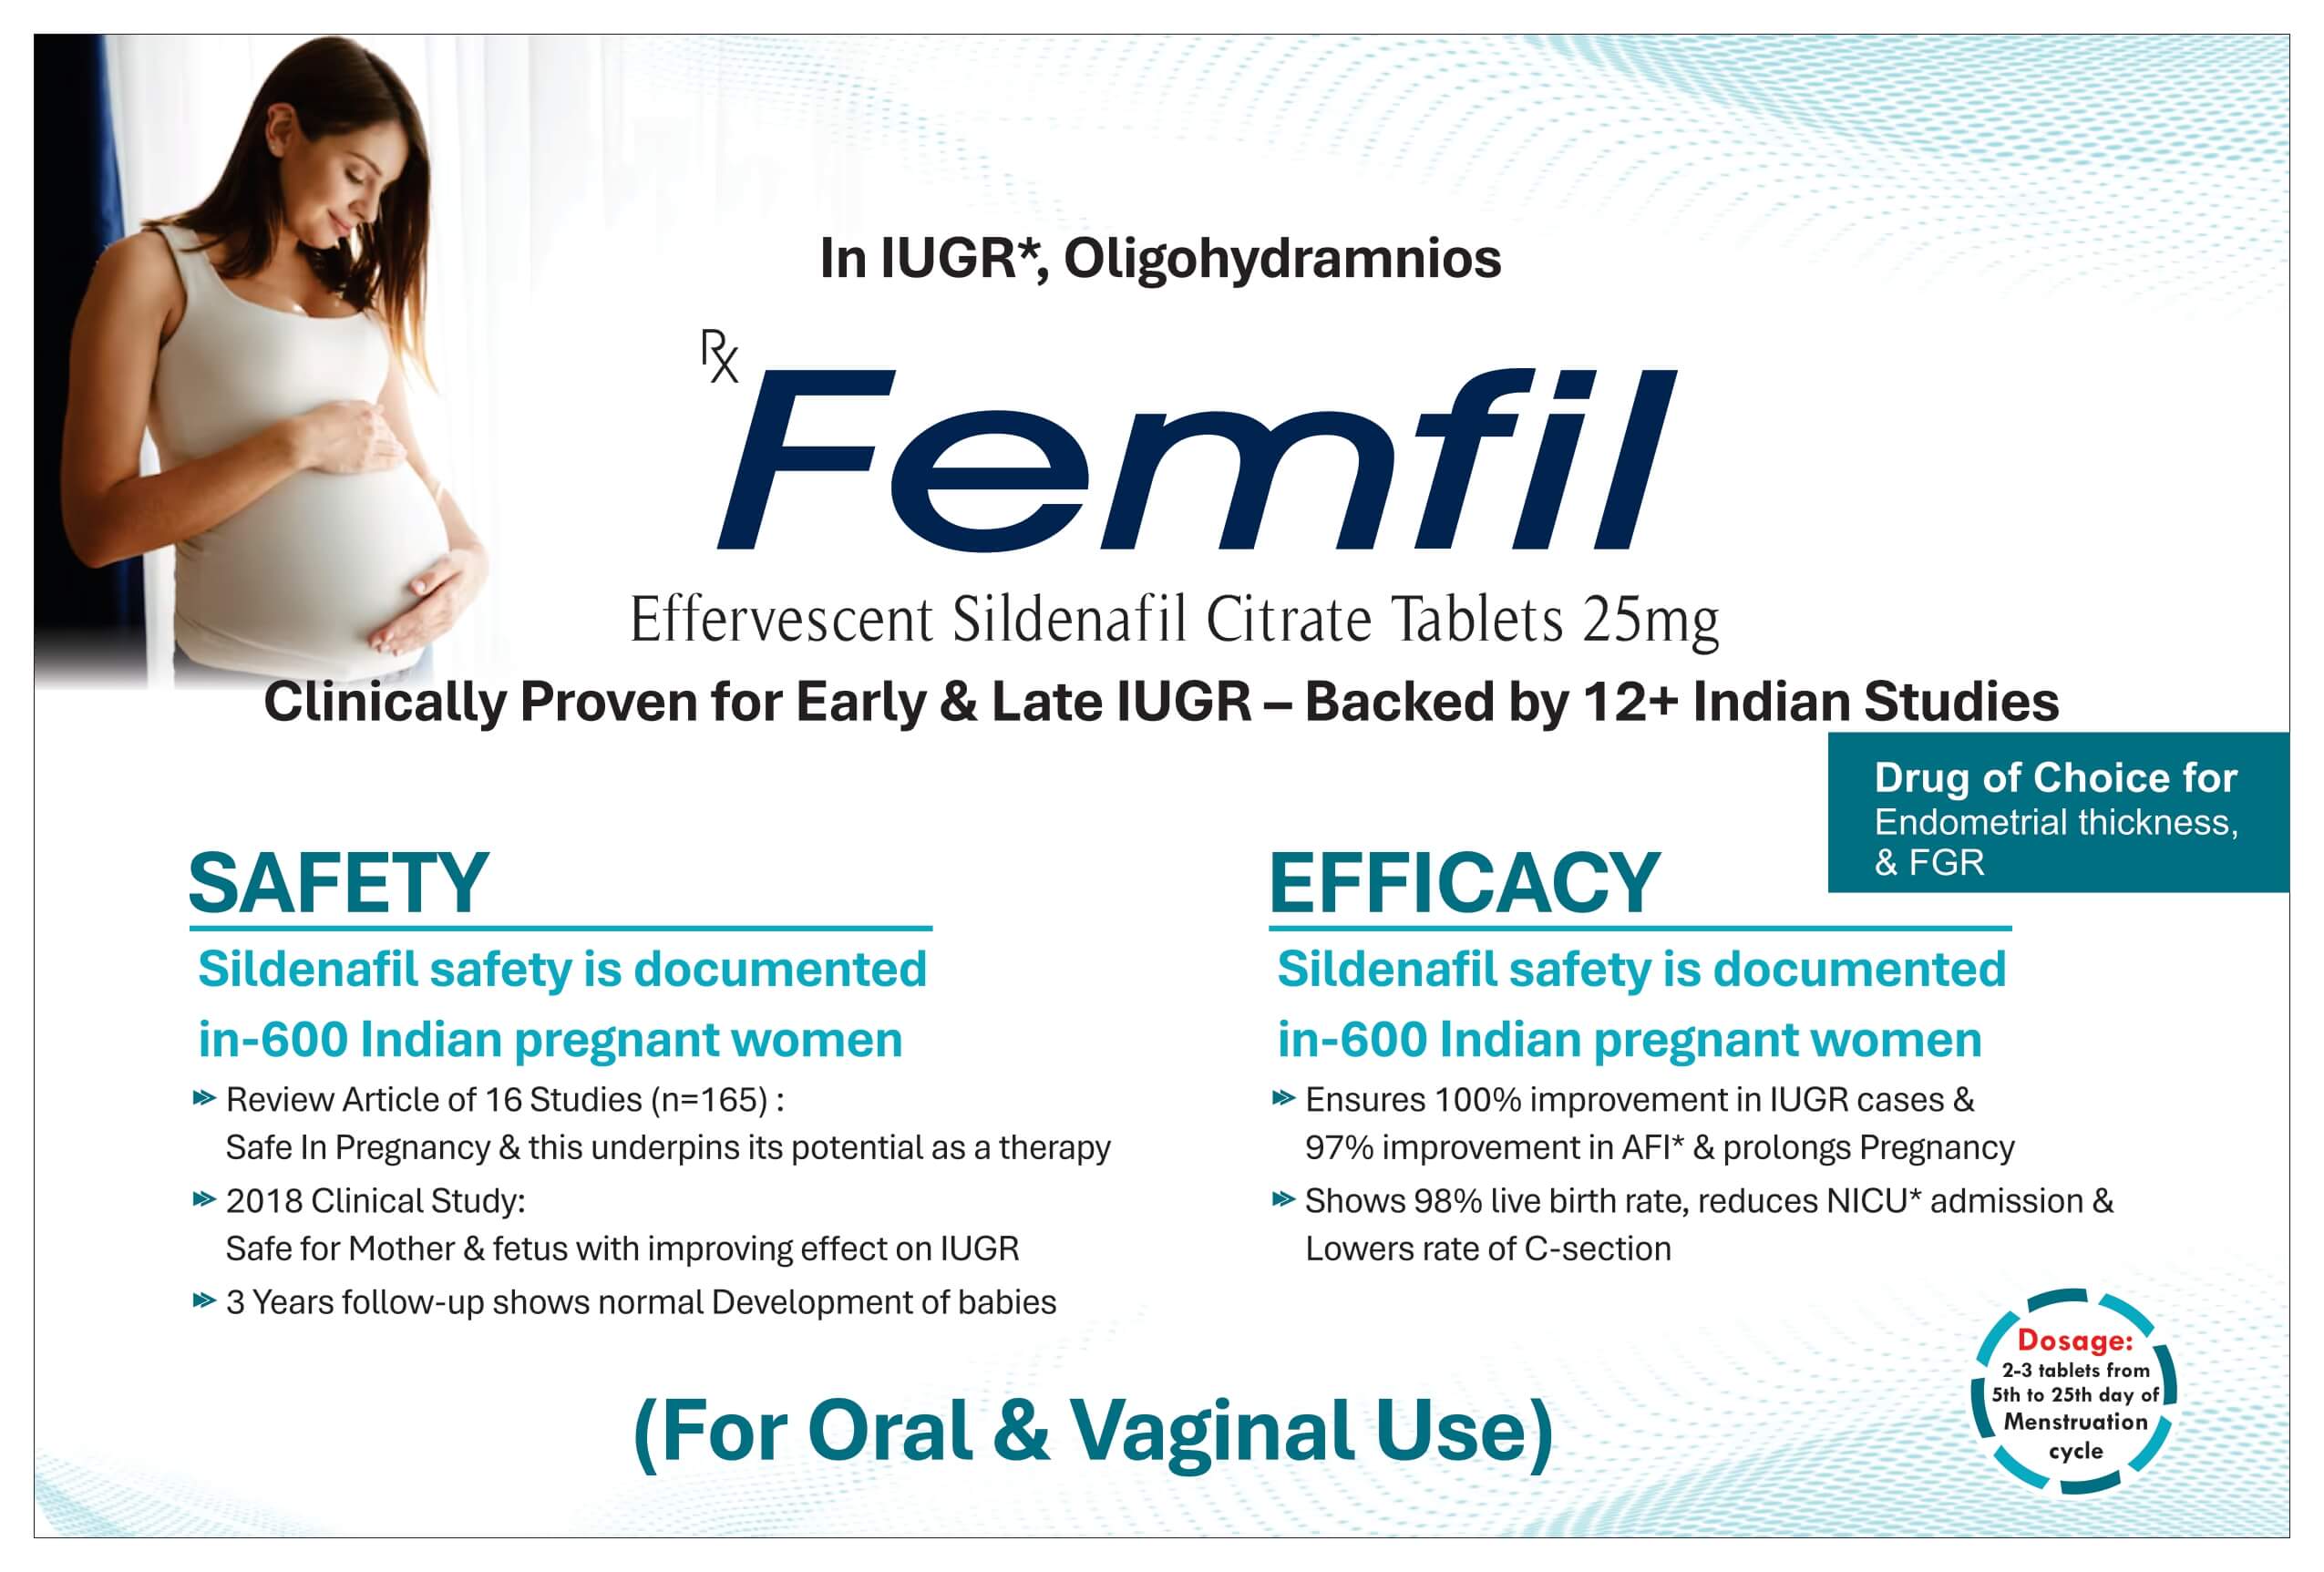 In IUGR*, Oligohydramnios
Rx
Femfil
Effervescent Sildenafil Citrate Tablets 25mg
Clinically Proven for Early & Late IUGR – Backed by 12+ Indian Studies
Drug of Choice for
Endometrial thickness,
& FGR
SAFETY
Sildenafil safety is documented
in-600 Indian pregnant women
Review Article of 16 Studies (n=165) :
Safe In Pregnancy & this underpins its potential as a therapy
2018 Clinical Study:
Safe for Mother & fetus with improving effect on IUGR
3 Years follow-up shows normal Development of babies
EFFICACY
Sildenafil safety is documented
in-600 Indian pregnant women
Ensures 100% improvement in IUGR cases &
97% improvement in AFI* & prolongs Pregnancy
Shows 98% live birth rate, reduces NICU* admission &
Lowers rate of C-section
Dosage:
2-3 tablets from
5th to 25th day of
Menstruation
cycle
(For Oral & Vaginal Use)